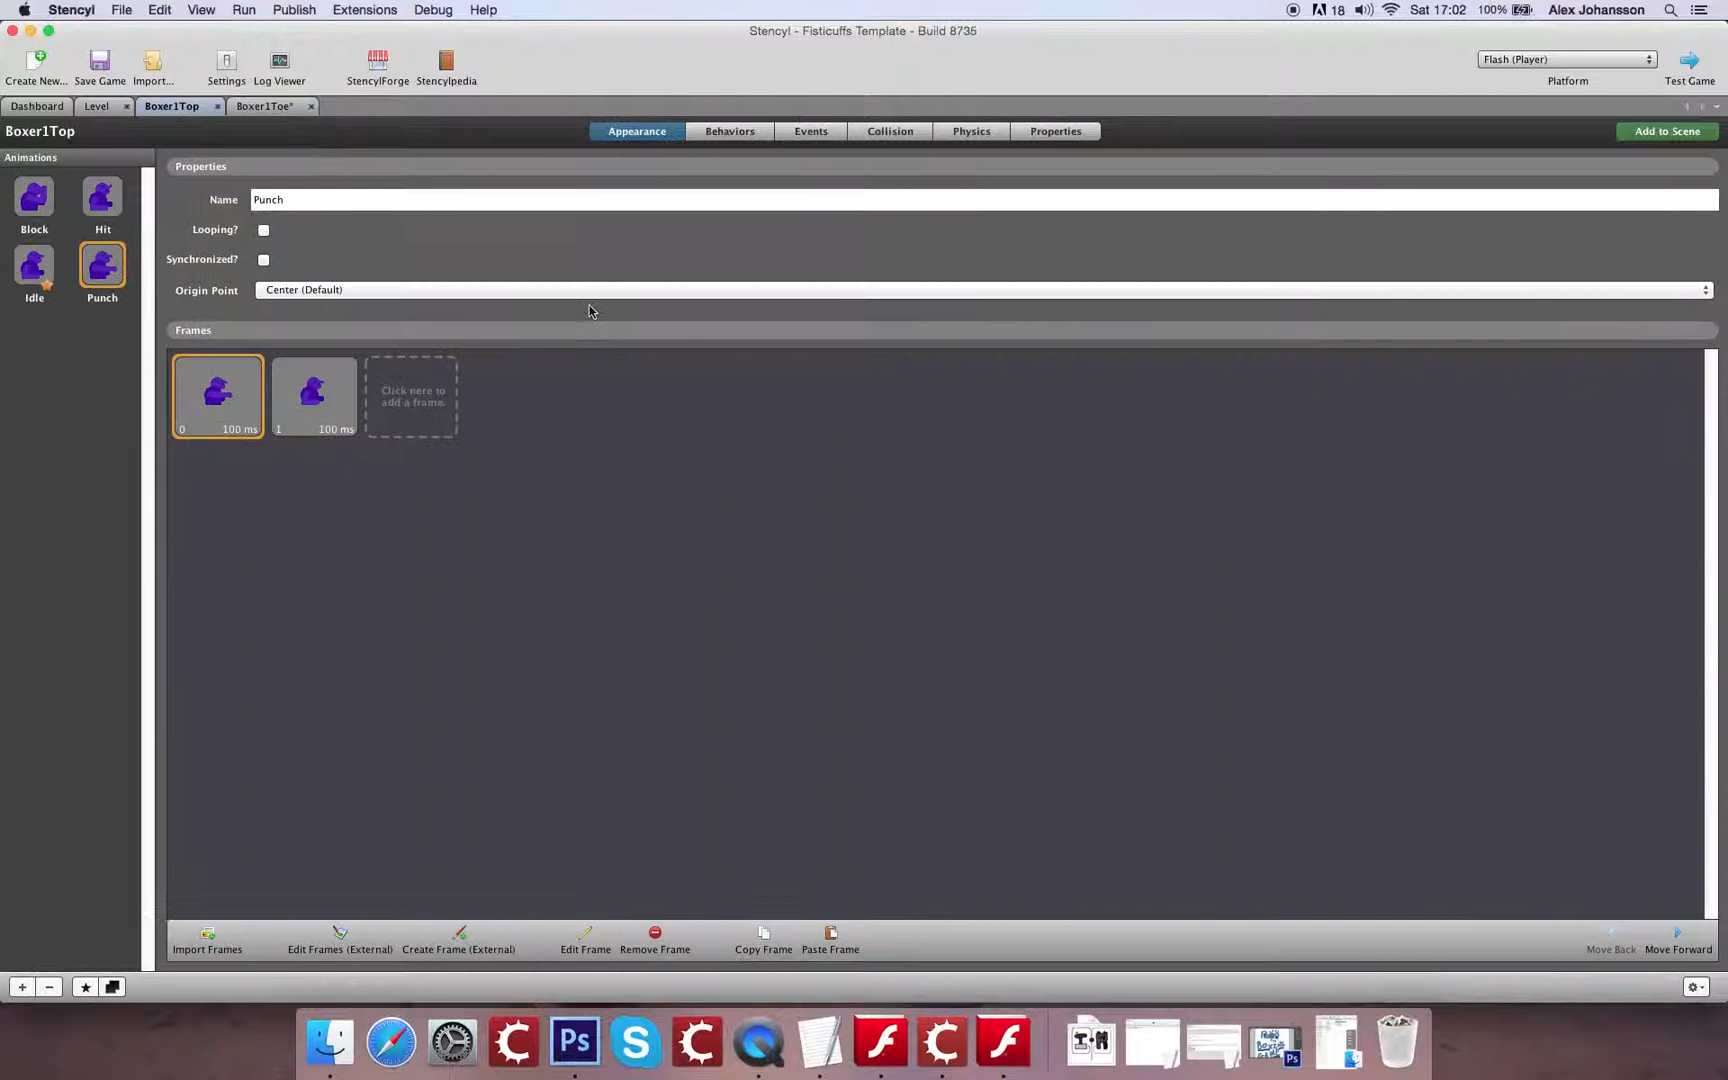 Stencyl File Edit View Run Publish Extensions Debug Help 18 Sat 17:02 100% Alex Johansson
Stencyl - Fisticuffs Template - Build 8735
Create New... Save Game Import... Settings Log Viewer StencylForge Stencylpedia Flash (Player) Platform Test Game
Dashboard Level Boxer1Top Boxer1Toe*
Boxer1Top Appearance Behaviors Events Collision Physics Properties Add to Scene
Animations
Properties
Block Hit
Idle Punch
Name Punch
Looping?
Synchronized?
Origin Point Center (Default)
Frames
0 100 ms 1 100 ms
Click here to
add a frame.
Import Frames Edit Frames (External) Create Frame (External) Edit Frame Remove Frame Copy Frame Paste Frame Move Back Move Forward
Ps